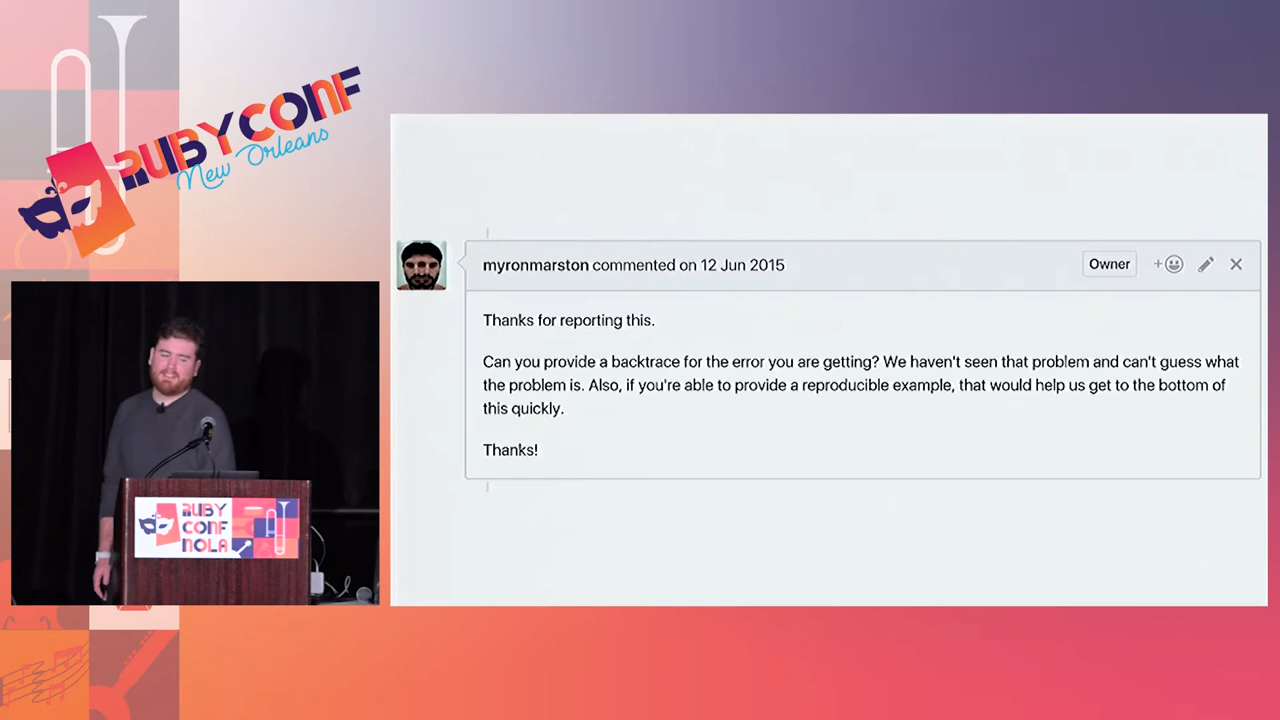 RUBYCONF
New Orleans
myronmarston commented on 12 Jun 2015
Owner
Thanks for reporting this.
Can you provide a backtrace for the error you are getting? We haven't seen that problem and can't guess what
the problem is. Also, if you're able to provide a reproducible example, that would help us get to the bottom of
this quickly.
Thanks!
RUBY
CONF
NOLA